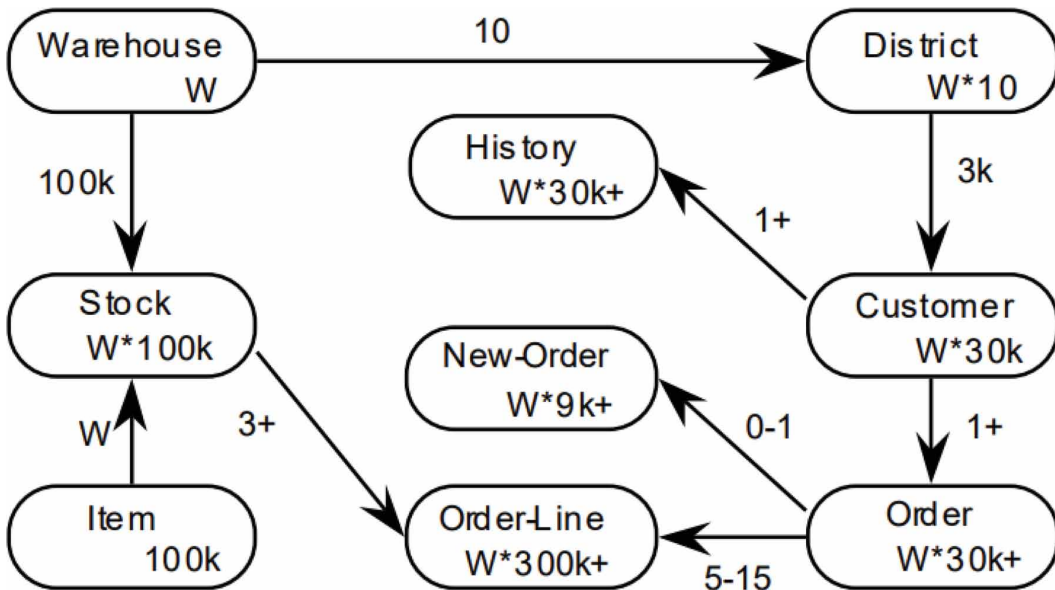 Warehouse
W
10
District
W*10
100k
History
W*30k+
3k
1+
Stock
W*100k
Customer
W*30k
New-Order
W*9k+
W
3+
0-1
1+
Item
100k
Order-Line
W*300k+
5-15
Order
W*30k+